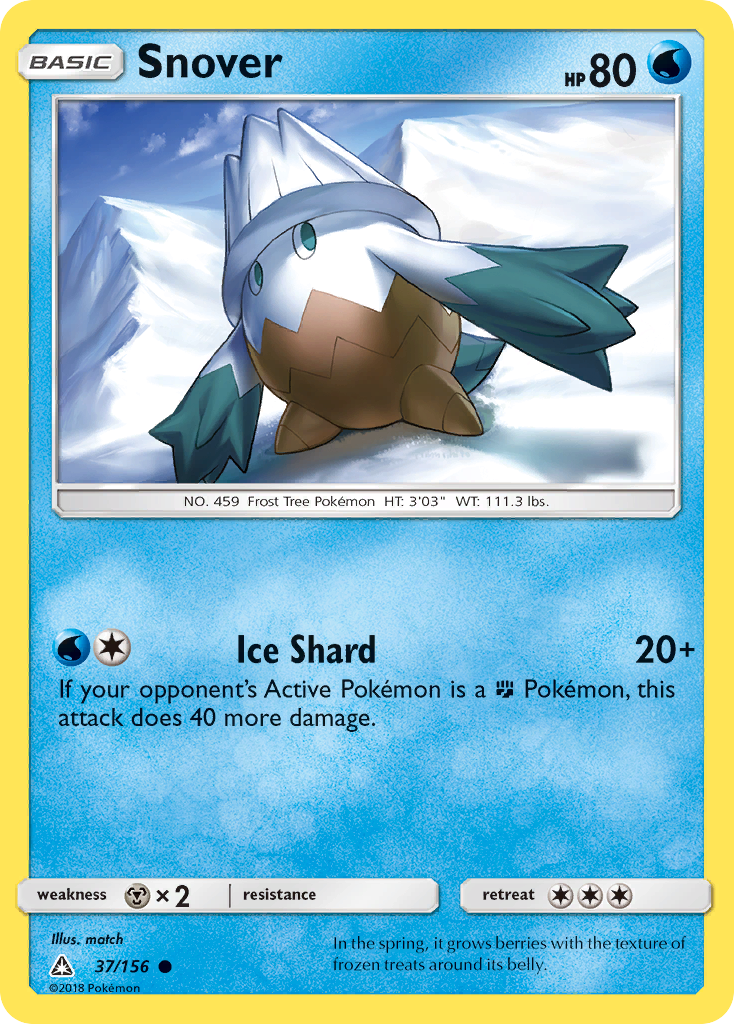 BASIC Snover HP 80
NO. 459 Frost Tree Pokémon HT: 3'03" WT: 111.3 lbs.
Ice Shard 20+
If your opponent's Active Pokémon is a Pokémon, this
attack does 40 more damage.
weakness ×2 resistance retreat
Illus. match
37/156
©2018 Pokémon
In the spring, it grows berries with the texture of
frozen treats around its belly.